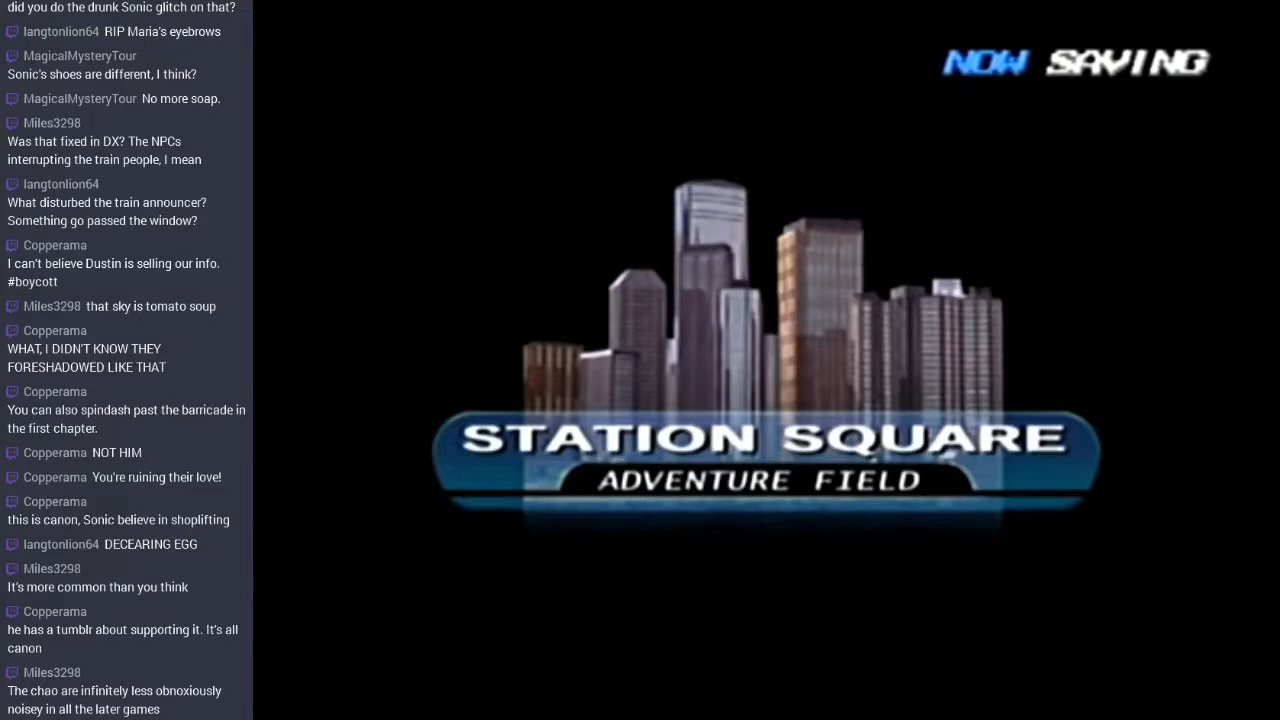 did you do the drunk Sonic glitch on that?
langtonlion64 RIP Maria's eyebrows
MagicalMysteryTour
Sonic's shoes are different, I think?
MagicalMysteryTour No more soap.
Miles3298
Was that fixed in DX? The NPCs
interrupting the train people, I mean
langtonlion64
What disturbed the train announcer?
Something go passed the window?
Copperama
I can't believe Dustin is selling our info.
#boycott
Miles3298 that sky is tomato soup
Copperama
WHAT, I DIDN'T KNOW THEY
FORESHADOWED LIKE THAT
Copperama
You can also spindash past the barricade in
the first chapter.
Copperama NOT HIM
Copperama You're ruining their love!
Copperama
this is canon, Sonic believe in shoplifting
langtonlion64 DECEARING EGG
Miles3298
It's more common than you think
Copperama
he has a tumblr about supporting it. It's all
canon
Miles3298
The chao are infinitely less obnoxiously
noisey in all the later games
NOW SAVING
STATION SQUARE
ADVENTURE FIELD